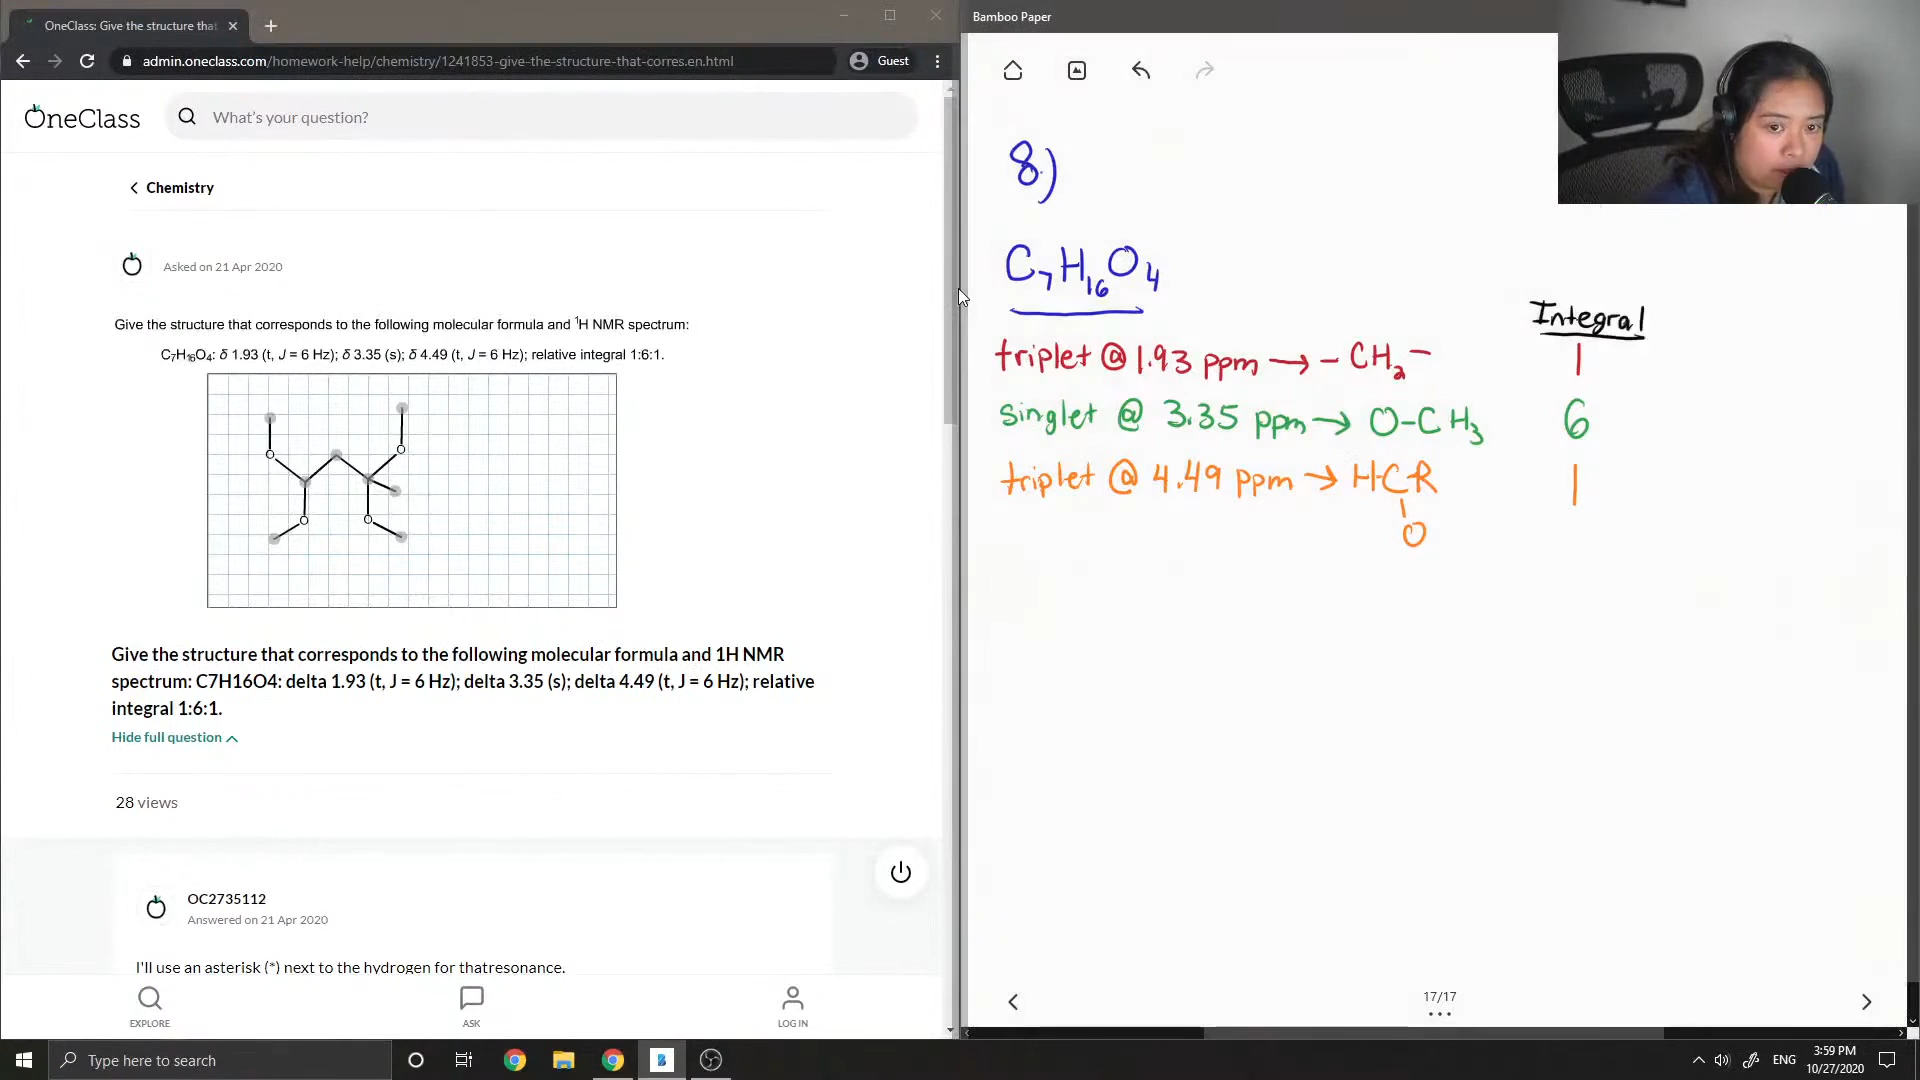 OneClass: Give the structure that
admin.oneclass.com/homework-help/chemistry/1241853-give-the-structure-that-corres.en.html
Guest
OneClass
What's your question?
Chemistry
Asked on 21 Apr 2020
Give the structure that corresponds to the following molecular formula and ¹H NMR spectrum:
C₇H₁₆O₄: δ 1.93 (t, J = 6 Hz); δ 3.35 (s); δ 4.49 (t, J = 6 Hz); relative integral 1:6:1.
O
O
O
O
Give the structure that corresponds to the following molecular formula and 1H NMR
spectrum: C7H16O4: delta 1.93 (t, J = 6 Hz); delta 3.35 (s); delta 4.49 (t, J = 6 Hz); relative
integral 1:6:1.
Hide full question
28 views
OC2735112
Answered on 21 Apr 2020
I'll use an asterisk (*) next to the hydrogen for thatresonance.
EXPLORE
ASK
LOG IN
Bamboo Paper
8.)
C₇H₁₆O₄
Integral
triplet @ 1.93 ppm → – CH₂ – 1
singlet @ 3.35 ppm → O–CH₃ 6
triplet @ 4.49 ppm → H-C-R 1
O
17/17
Type here to search
ENG
3:59 PM
10/27/2020